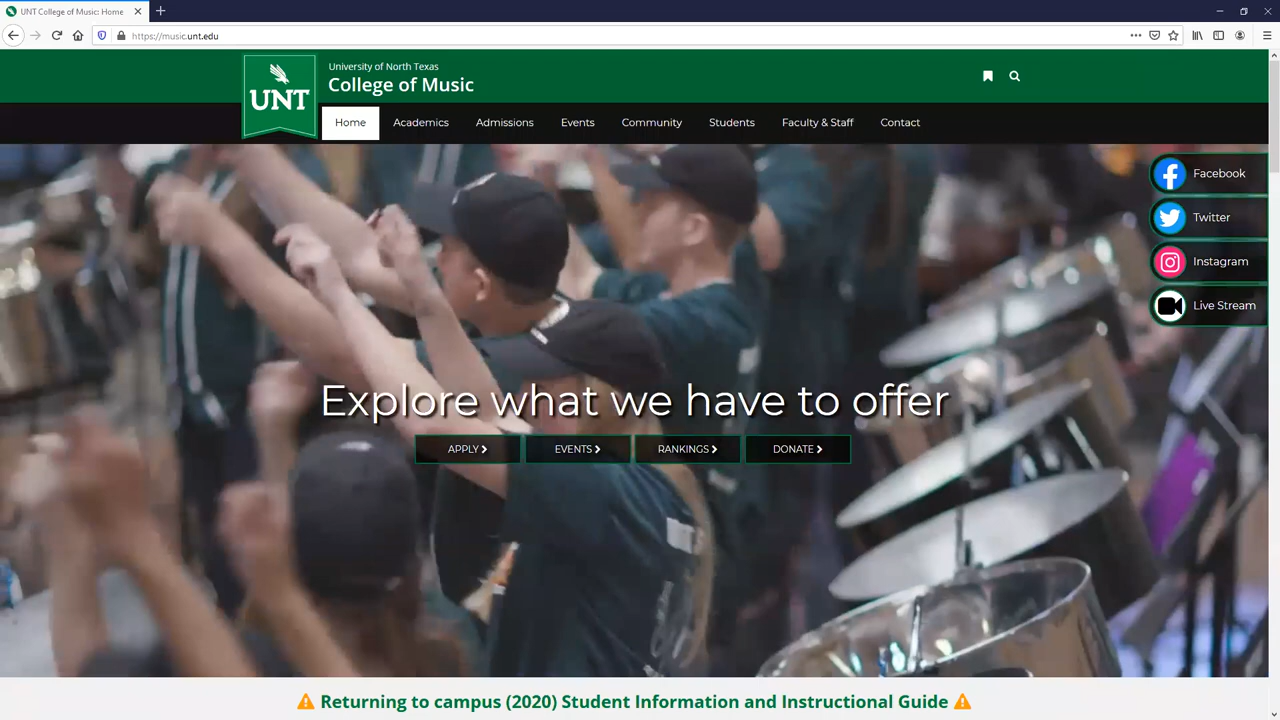 UNT College of Music: Home
https://music.unt.edu
University of North Texas
College of Music
UNT
Home
Academics
Admissions
Events
Community
Students
Faculty & Staff
Contact
Facebook
Twitter
Instagram
Live Stream
Explore what we have to offer
APPLY
EVENTS
RANKINGS
DONATE
Returning to campus (2020) Student Information and Instructional Guide